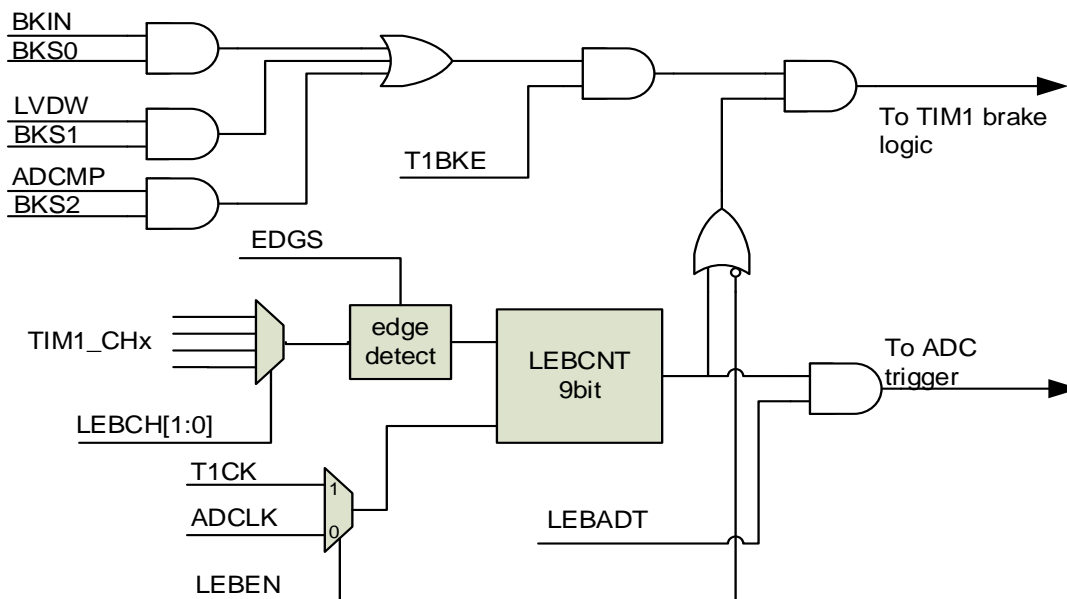 BKIN
BKS0
LVDW
BKS1
ADCMP
BKS2
T1BKE
To TIM1 brake
logic
EDGS
TIM1_CHx
edge
detect
LEBCNT
9bit
To ADC
trigger
LEBCH[1:0]
T1CK
1
ADCLK
0
LEBADT
LEBEN